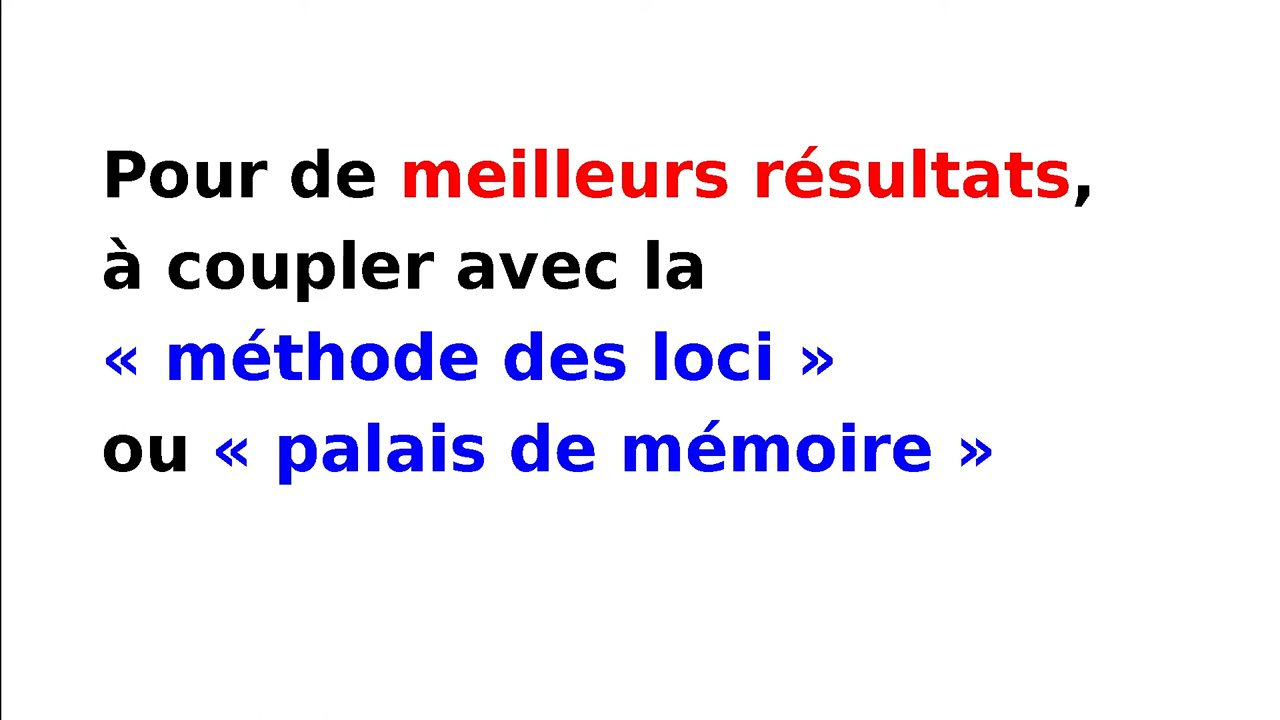 Pour de meilleurs résultats,
à coupler avec la
« méthode des loci »
ou « palais de mémoire »